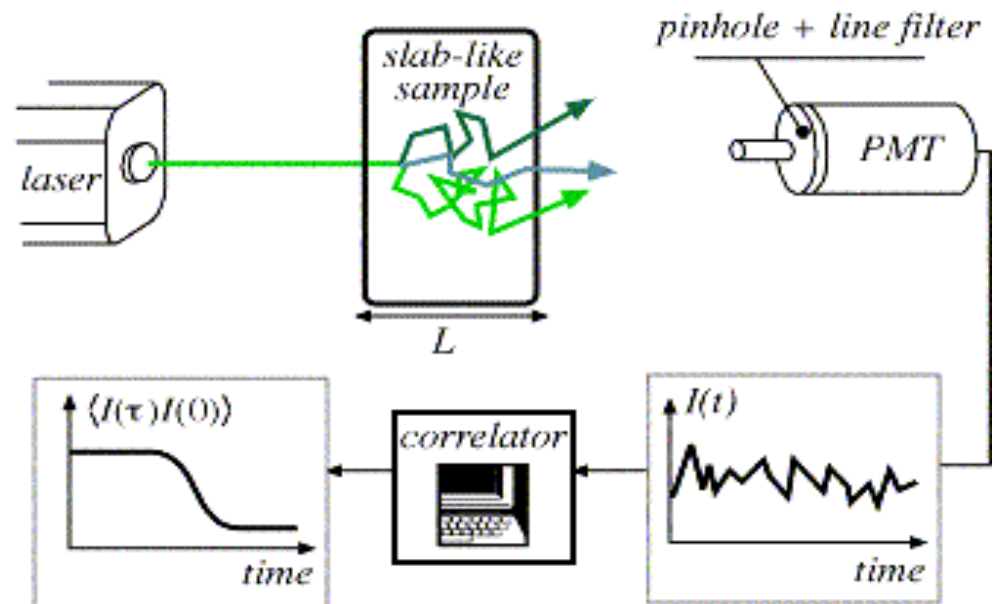 pinhole + line filter
slab-like
sample
laser
PMT
L
⟨I(τ)I(0)⟩
time
correlator
I(t)
time